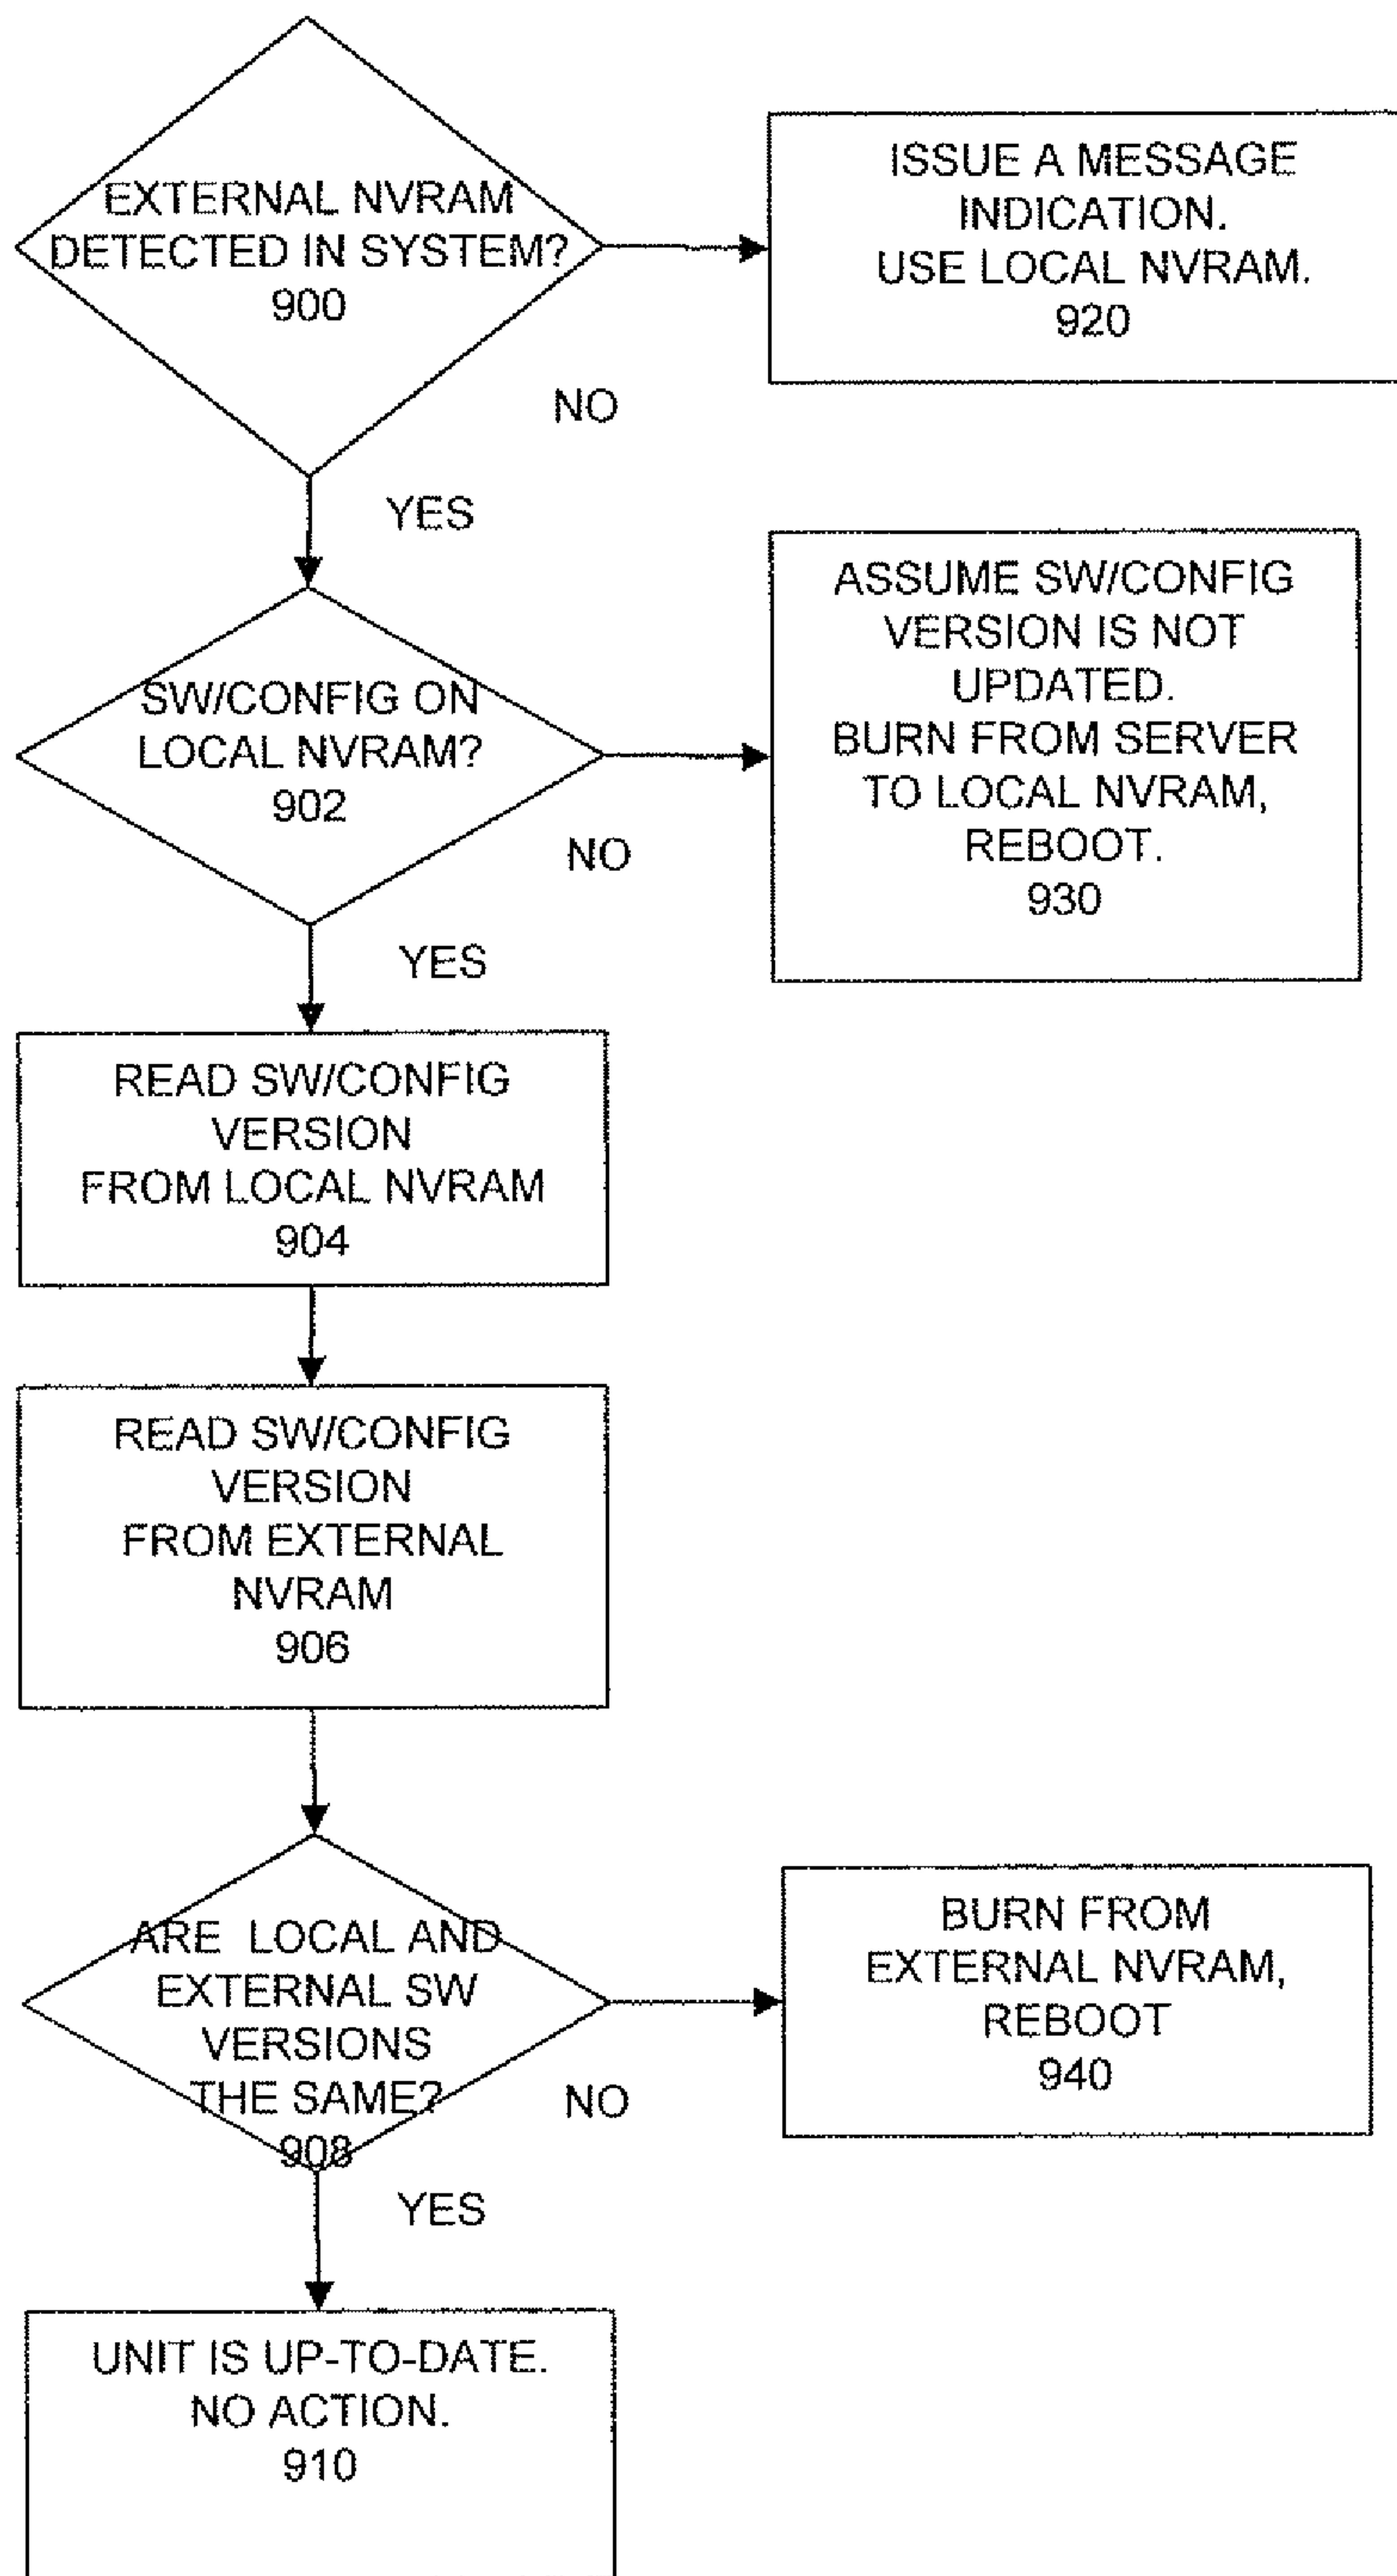 EXTERNAL NVRAM
DETECTED IN SYSTEM?
900
ISSUE A MESSAGE
INDICATION.
USE LOCAL NVRAM.
920
NO
YES
SW/CONFIG ON
LOCAL NVRAM?
902
ASSUME SW/CONFIG
VERSION IS NOT
UPDATED.
BURN FROM SERVER
TO LOCAL NVRAM,
REBOOT.
930
NO
YES
READ SW/CONFIG
VERSION
FROM LOCAL NVRAM
904
READ SW/CONFIG
VERSION
FROM EXTERNAL
NVRAM
906
ARE LOCAL AND
EXTERNAL SW
VERSIONS
THE SAME?
908
BURN FROM
EXTERNAL NVRAM,
REBOOT
940
NO
YES
UNIT IS UP-TO-DATE.
NO ACTION.
910